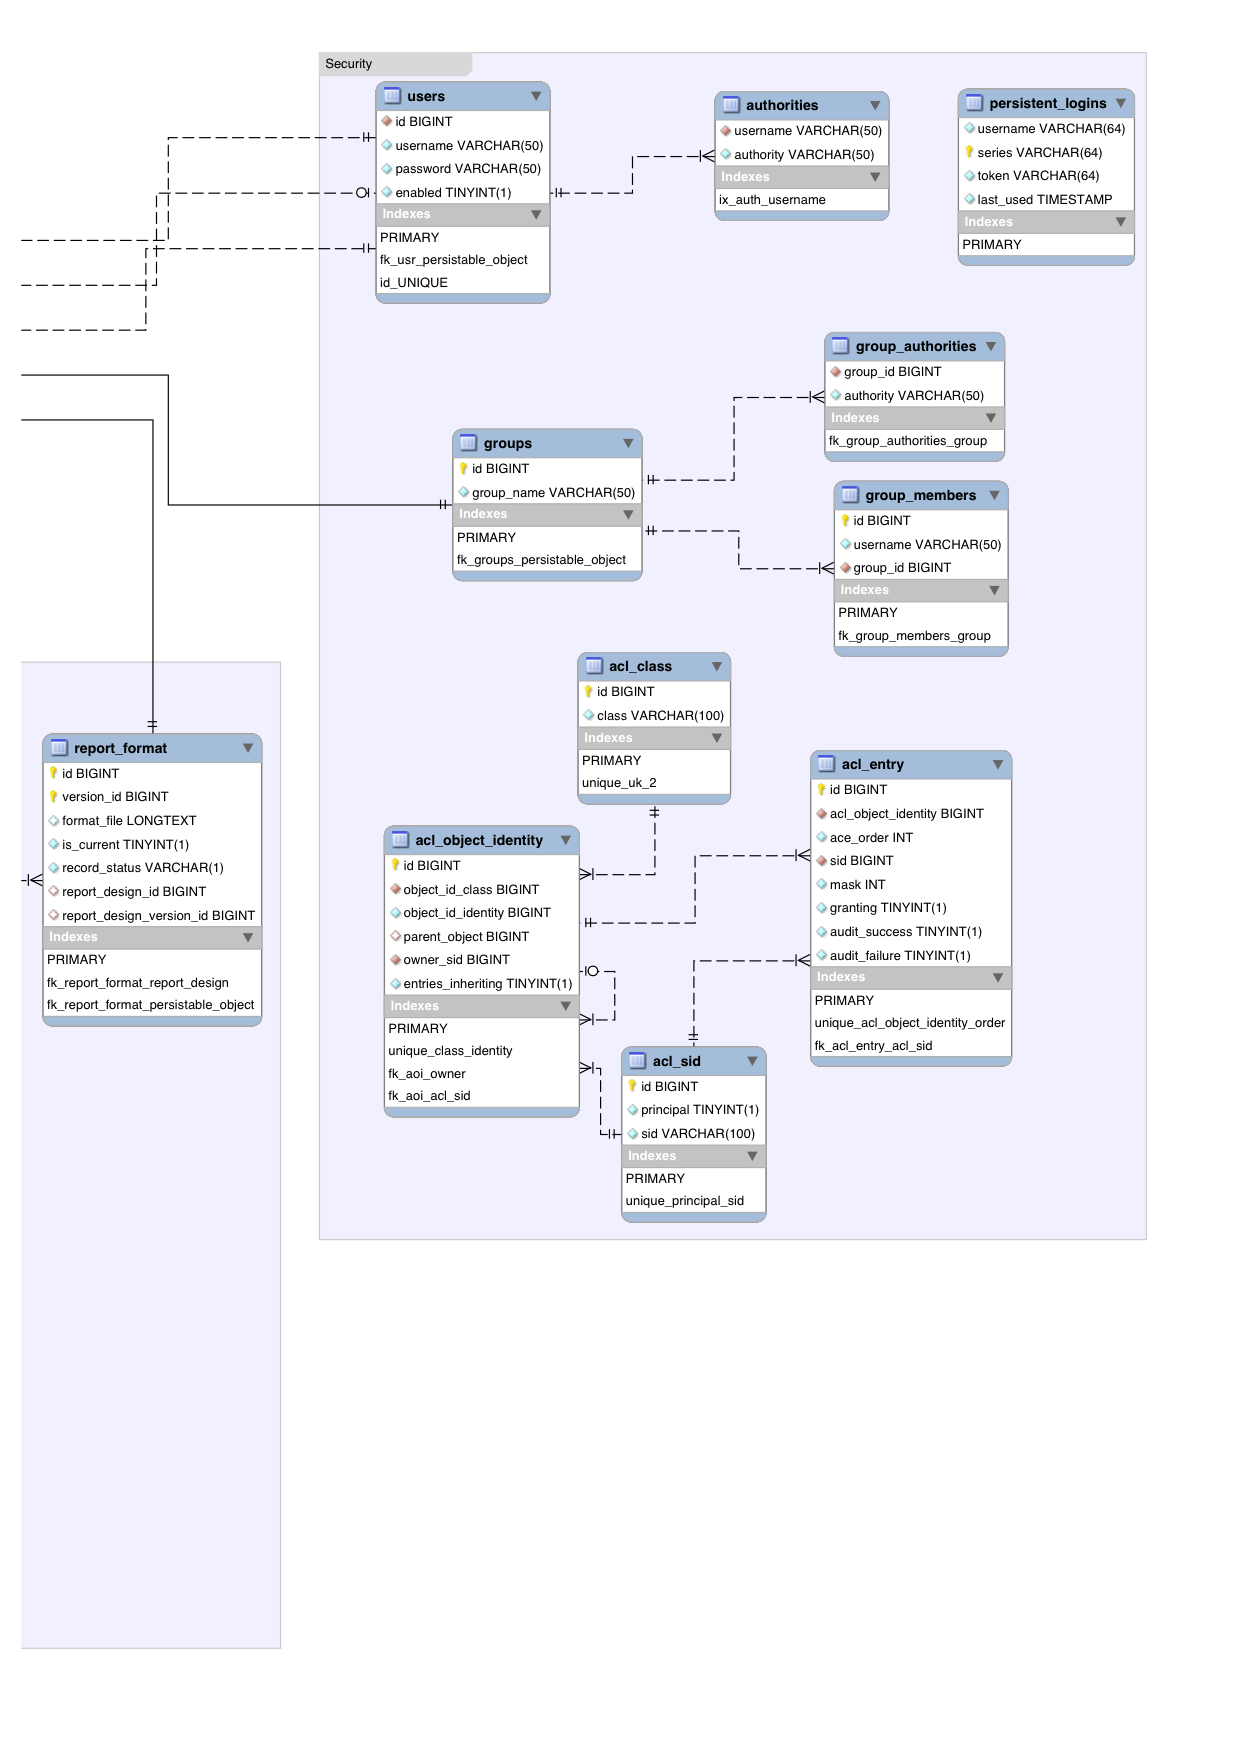 Security
users
id BIGINT
username VARCHAR(50)
password VARCHAR(50)
enabled TINYINT(1)
Indexes
PRIMARY
fk_usr_persistable_object
id_UNIQUE
authorities
username VARCHAR(50)
authority VARCHAR(50)
Indexes
ix_auth_username
persistent_logins
username VARCHAR(64)
series VARCHAR(64)
token VARCHAR(64)
last_used TIMESTAMP
Indexes
PRIMARY
group_authorities
group_id BIGINT
authority VARCHAR(50)
Indexes
fk_group_authorities_group
groups
id BIGINT
group_name VARCHAR(50)
Indexes
PRIMARY
fk_groups_persistable_object
group_members
id BIGINT
username VARCHAR(50)
group_id BIGINT
Indexes
PRIMARY
fk_group_members_group
acl_class
id BIGINT
class VARCHAR(100)
Indexes
PRIMARY
unique_uk_2
report_format
id BIGINT
version_id BIGINT
format_file LONGTEXT
is_current TINYINT(1)
record_status VARCHAR(1)
report_design_id BIGINT
report_design_version_id BIGINT
Indexes
PRIMARY
fk_report_format_report_design
fk_report_format_persistable_object
acl_entry
id BIGINT
acl_object_identity BIGINT
ace_order INT
sid BIGINT
mask INT
granting TINYINT(1)
audit_success TINYINT(1)
audit_failure TINYINT(1)
Indexes
PRIMARY
unique_acl_object_identity_order
fk_acl_entry_acl_sid
acl_object_identity
id BIGINT
object_id_class BIGINT
object_id_identity BIGINT
parent_object BIGINT
owner_sid BIGINT
entries_inheriting TINYINT(1)
Indexes
PRIMARY
unique_class_identity
fk_aoi_owner
fk_aoi_acl_sid
acl_sid
id BIGINT
principal TINYINT(1)
sid VARCHAR(100)
Indexes
PRIMARY
unique_principal_sid